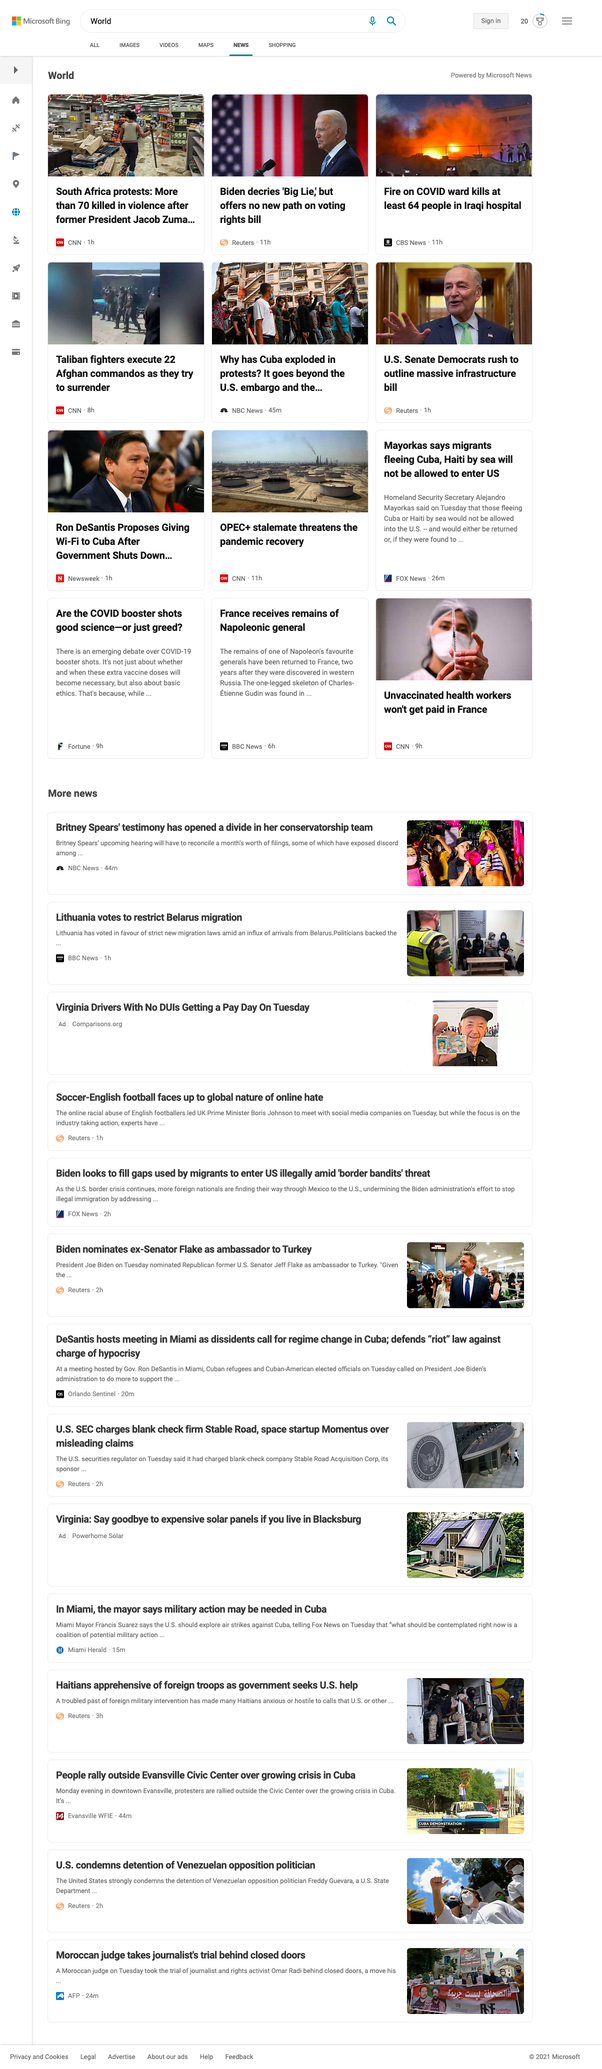 Microsoft Bing
World
Sign in
20
ALL
IMAGES
VIDEOS
MAPS
NEWS
SHOPPING
World
Powered by Microsoft News
South Africa protests: More
than 70 killed in violence after
former President Jacob Zuma...
CNN · 1h
Biden decries 'Big Lie,' but
offers no new path on voting
rights bill
Reuters · 11h
Fire on COVID ward kills at
least 64 people in Iraqi hospital
CBS News · 11h
Taliban fighters execute 22
Afghan commandos as they try
to surrender
CNN · 8h
Why has Cuba exploded in
protests? It goes beyond the
U.S. embargo and the...
NBC News · 45m
U.S. Senate Democrats rush to
outline massive infrastructure
bill
Reuters · 1h
Ron DeSantis Proposes Giving
Wi-Fi to Cuba After
Government Shuts Down...
Newsweek · 1h
OPEC+ stalemate threatens the
pandemic recovery
CNN · 11h
Mayorkas says migrants
fleeing Cuba, Haiti by sea will
not be allowed to enter US
Homeland Security Secretary Alejandro
Mayorkas said on Tuesday that those fleeing
Cuba or Haiti by sea would not be allowed
into the U.S. – and would either be returned
or, if they were found to ...
FOX News · 26m
Are the COVID booster shots
good science—or just greed?
There is an emerging debate over COVID-19
booster shots. It's not just about whether
and when these extra vaccine doses will
become necessary, but also about basic
ethics. That's because, while ...
Fortune · 9h
France receives remains of
Napoleonic general
The remains of one of Napoleon's favourite
generals have been returned to France, two
years after they were discovered in western
Russia.The one-legged skeleton of Charles-
Étienne Gudin was found in ...
BBC News · 6h
Unvaccinated health workers
won't get paid in France
CNN · 9h
More news
Britney Spears' testimony has opened a divide in her conservatorship team
Britney Spears' upcoming hearing will have to reconcile a month's worth of filings, some of which have exposed discord
among ...
NBC News · 44m
Lithuania votes to restrict Belarus migration
Lithuania has voted in favour of strict new migration laws amid an influx of arrivals from Belarus.Politicians backed the
...
BBC News · 1h
Virginia Drivers With No DUIs Getting a Pay Day On Tuesday
Ad Comparisons.org
Soccer-English football faces up to global nature of online hate
The online racial abuse of English footballers led UK Prime Minister Boris Johnson to meet with social media companies on Tuesday, but while the focus is on the
industry taking action, experts have ...
Reuters · 1h
Biden looks to fill gaps used by migrants to enter US illegally amid 'border bandits' threat
As the U.S. border crisis continues, more foreign nationals are finding their way through Mexico to the U.S., undermining the Biden administration's effort to stop
illegal immigration by addressing ...
FOX News · 2h
Biden nominates ex-Senator Flake as ambassador to Turkey
President Joe Biden on Tuesday nominated Republican former U.S. Senator Jeff Flake as ambassador to Turkey. "Given
the ...
Reuters · 2h
DeSantis hosts meeting in Miami as dissidents call for regime change in Cuba; defends “riot” law against
charge of hypocrisy
At a meeting hosted by Gov. Ron DeSantis in Miami, Cuban refugees and Cuban-American elected officials on Tuesday called on President Joe Biden's
administration to do more to support the ...
OS Orlando Sentinel · 20m
U.S. SEC charges blank check firm Stable Road, space startup Momentus over
misleading claims
The U.S. securities regulator on Tuesday said it had charged blank-check company Stable Road Acquisition Corp, its
sponsor ...
Reuters · 2h
Virginia: Say goodbye to expensive solar panels if you live in Blacksburg
Ad Powerhome Solar
In Miami, the mayor says military action may be needed in Cuba
Miami Mayor Francis Suarez says the U.S. should explore air strikes against Cuba, telling Fox News on Tuesday that "what should be contemplated right now is a
coalition of potential military action ...
Miami Herald · 15m
Haitians apprehensive of foreign troops as government seeks U.S. help
A troubled past of foreign military intervention has made many Haitians anxious or hostile to calls that U.S. or other ...
Reuters · 3h
People rally outside Evansville Civic Center over growing crisis in Cuba
Monday evening in downtown Evansville, protesters are rallied outside the Civic Center over the growing crisis in Cuba.
It's ...
Evansville WFIE · 44m
CUBA DEMONSTRATION
U.S. condemns detention of Venezuelan opposition politician
The United States strongly condemns the detention of Venezuelan opposition politician Freddy Guevara, a U.S. State
Department ...
Reuters · 2h
Moroccan judge takes journalist's trial behind closed doors
A Moroccan judge on Tuesday took the trial of journalist and rights activist Omar Radi behind closed doors, a move his
...
AFP · 24m
الصحافة ليست جريمة
Privacy and Cookies
Legal
Advertise
About our ads
Help
Feedback
© 2021 Microsoft